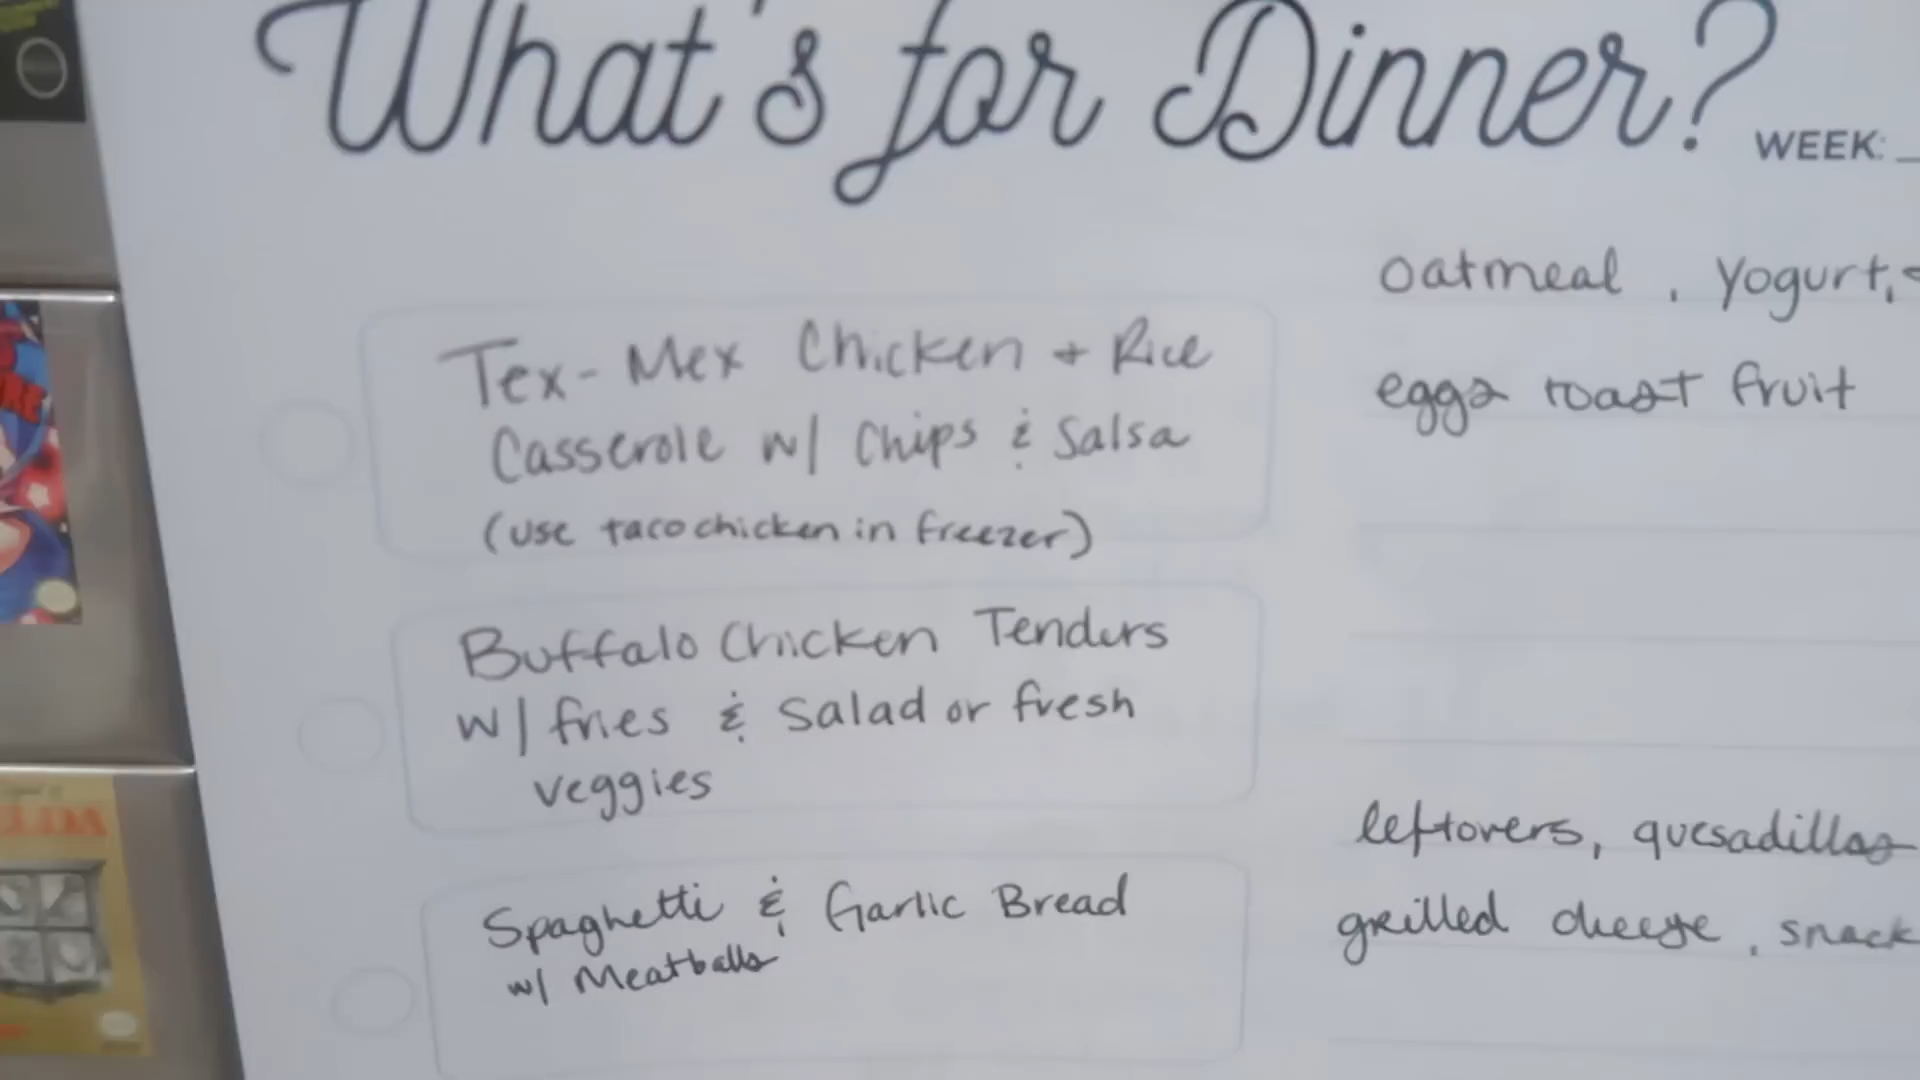 What's for Dinner?
WEEK:
Tex-Mex Chicken + Rice
Casserole w/ Chips & Salsa
(use taco chicken in freezer)
Buffalo Chicken Tenders
w/ fries & Salad or fresh
veggies
Spaghetti & Garlic Bread
w/ Meatballs
oatmeal, yogurt,
eggs toast fruit
leftovers, quesadillas
grilled cheese, snack